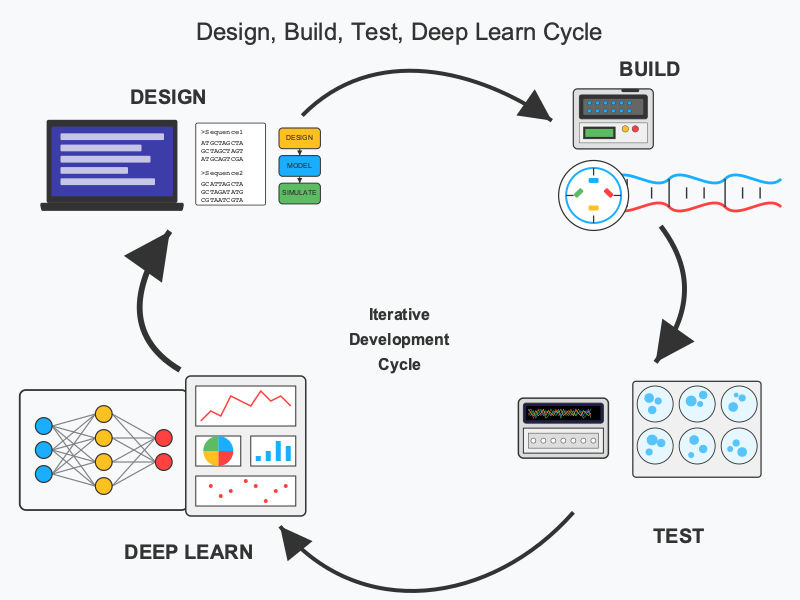 Design, Build, Test, Deep Learn Cycle
DESIGN
BUILD
>Sequence1
ATGCTAGCTA
GCTAGCTAGT
ATGCAGTCGA
>Sequence2
GCATTAGCTA
GCTAGATATG
CGTAATCGTA
DESIGN
MODEL
SIMULATE
Iterative
Development
Cycle
DEEP LEARN
TEST